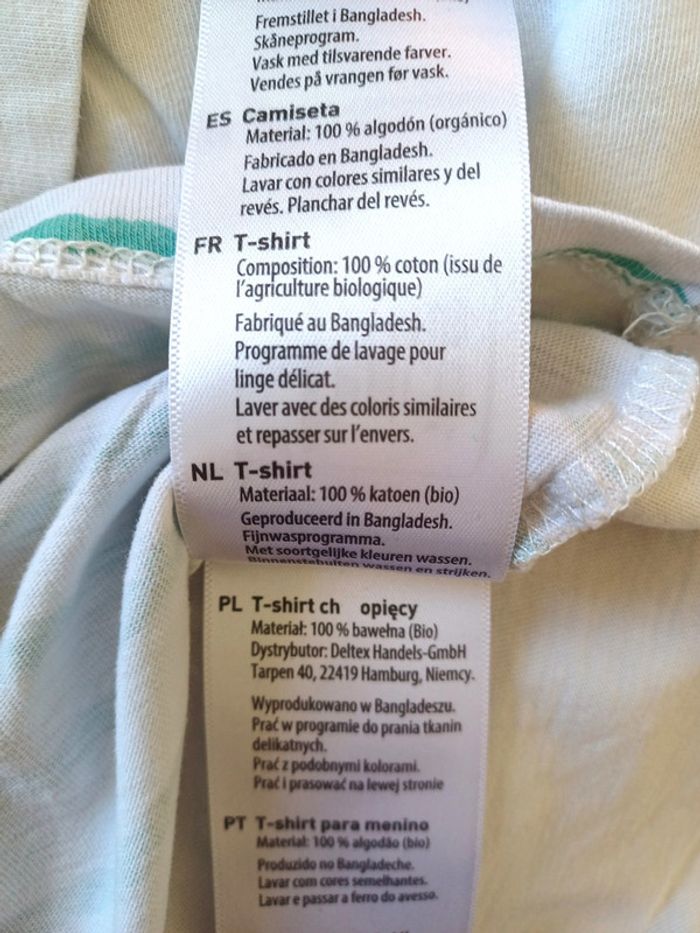 Fremstillet i Bangladesh.
Skåneprogram.
Vask med tilsvarende farver.
Vendes på vrangen før vask.
ES Camiseta
Material: 100 % algodón (orgánico)
Fabricado en Bangladesh.
Lavar con colores similares y del
revés. Planchar del revés.
FR T-shirt
Composition: 100 % coton (issu de
l'agriculture biologique)
Fabriqué au Bangladesh.
Programme de lavage pour
linge délicat.
Laver avec des coloris similaires
et repasser sur l'envers.
NL T-shirt
Materiaal: 100 % katoen (bio)
Geproduceerd in Bangladesh.
Fijnwasprogramma.
Met soortgelijke kleuren wassen.
Binnenstebuiten wassen en strijken.
PL T-shirt ch opięcy
Materiał: 100 % bawełna (Bio)
Dystrybutor: Deltex Handels-GmbH
Tarpen 40, 22419 Hamburg, Niemcy.
Wyprodukowano w Bangladeszu.
Prać w programie do prania tkanin
delikatnych.
Prać z podobnymi kolorami.
Prać i prasować na lewej stronie
PT T-shirt para menino
Material: 100 % algodão (bio)
Produzido no Bangladeche.
Lavar com cores semelhantes.
Lavar e passar a ferro do avesso.